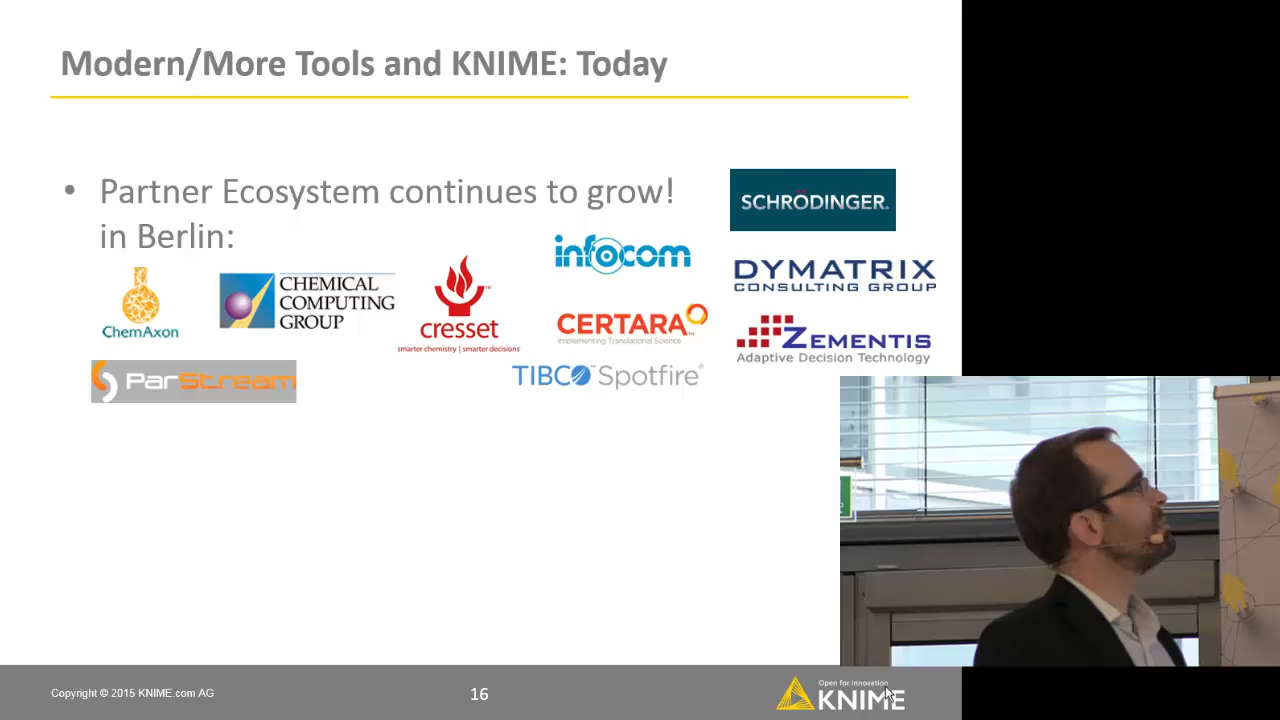 Modern/More Tools and KNIME: Today
• Partner Ecosystem continues to grow!
in Berlin:
SCHRÖDINGER.
infocom
DYMATRIX
CONSULTING GROUP
ChemAxon
CHEMICAL
COMPUTING
GROUP
cresset
smarter chemistry | smarter decisions
CERTARA™
Implementing Translational Science
ZEMENTIS
Adaptive Decision Technology
ParStream
TIBCO Spotfire®
Copyright © 2015 KNIME.com AG
16
Open for Innovation
KNIME